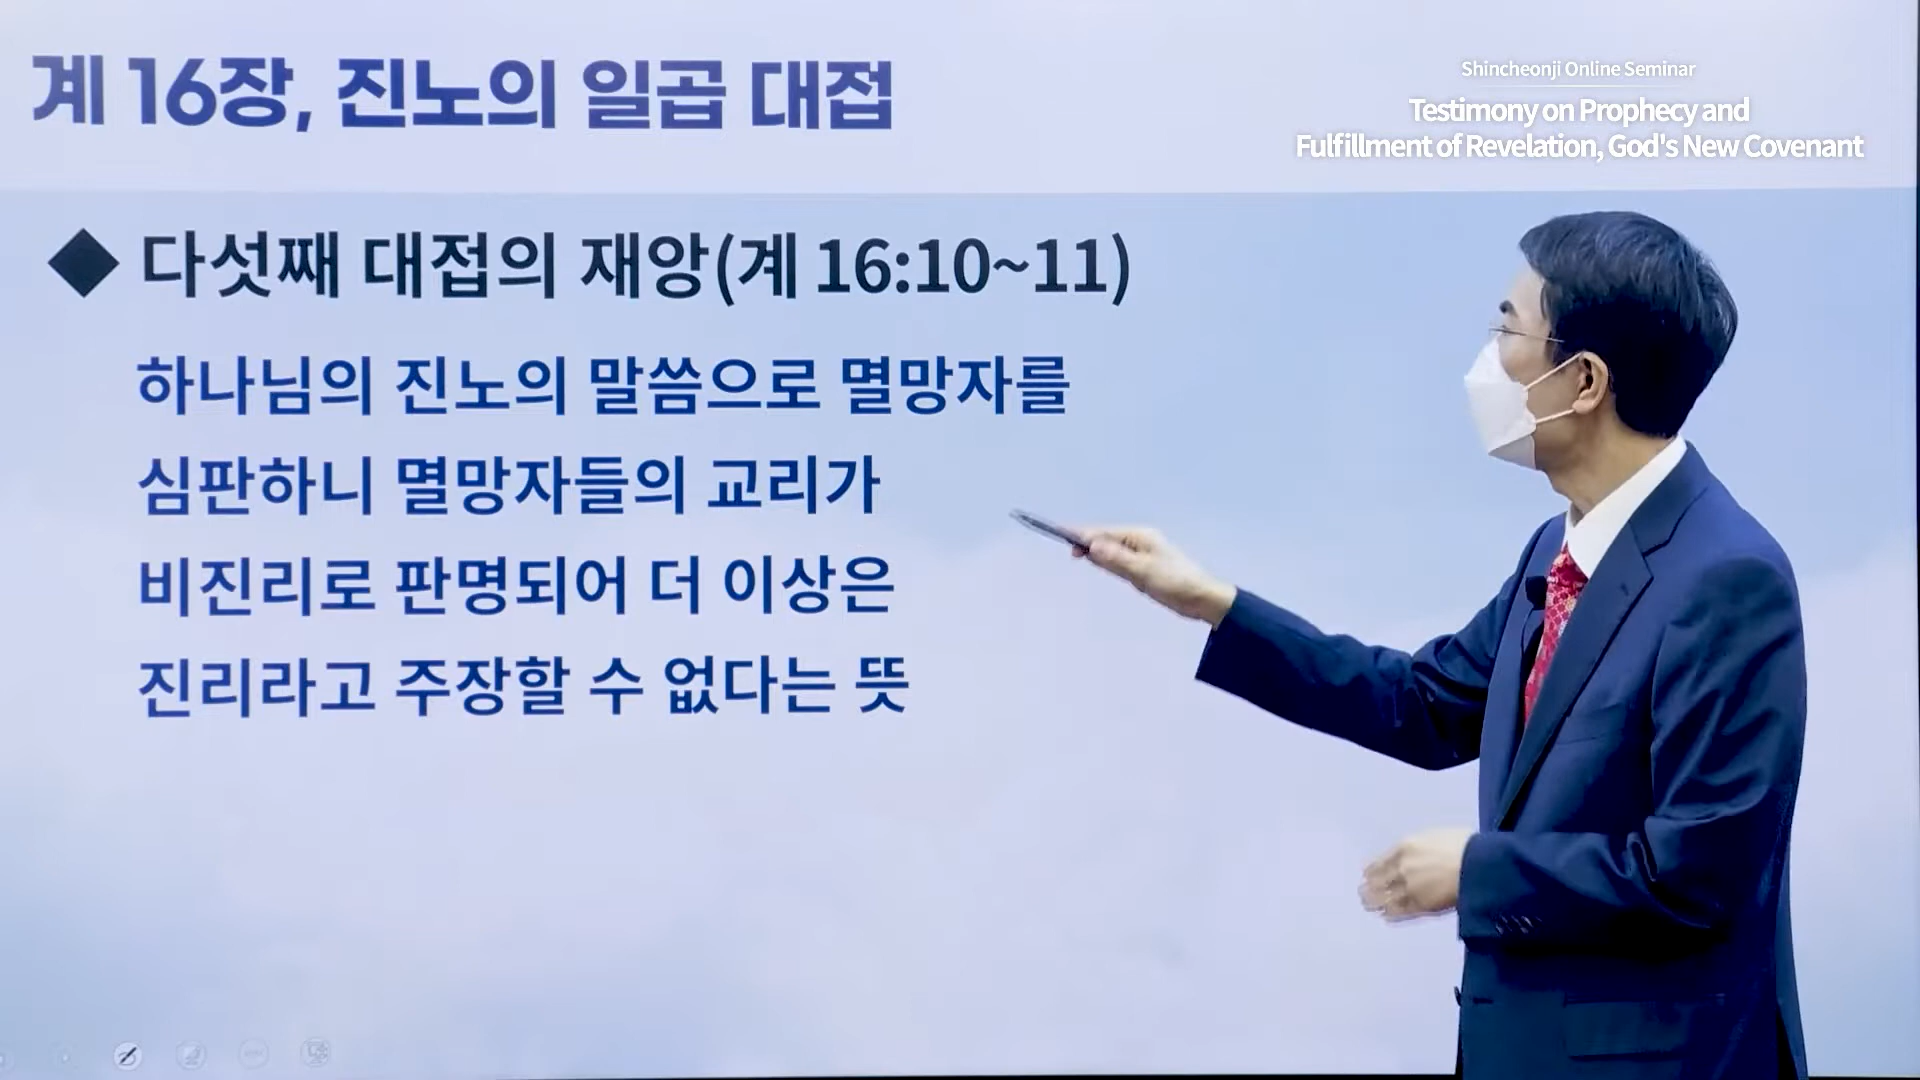 계 16장, 진노의 일곱 대접
Shincheonji Online Seminar
Testimony on Prophecy and
Fulfillment of Revelation, God's New Covenant
◆ 다섯째 대접의 재앙(계 16:10~11)
하나님의 진노의 말씀으로 멸망자를
심판하니 멸망자들의 교리가
비진리로 판명되어 더 이상은
진리라고 주장할 수 없다는 뜻